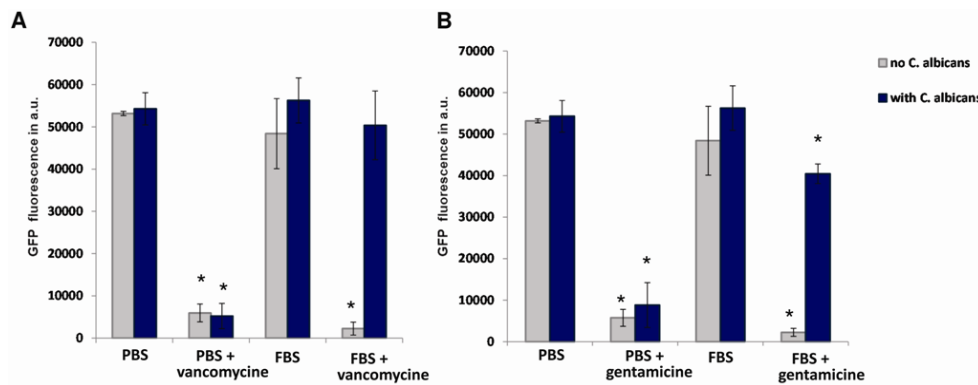 A
GFP fluorescence in a.u.
70000
60000
50000
40000
30000
20000
10000
0
*
*
*
PBS
PBS +
vancomycine
FBS
FBS +
vancomycine
B
GFP fluorescence in a.u.
70000
60000
50000
40000
30000
20000
10000
0
*
*
*
*
PBS
PBS +
gentamicine
FBS
FBS +
gentamicine
no C. albicans
with C. albicans